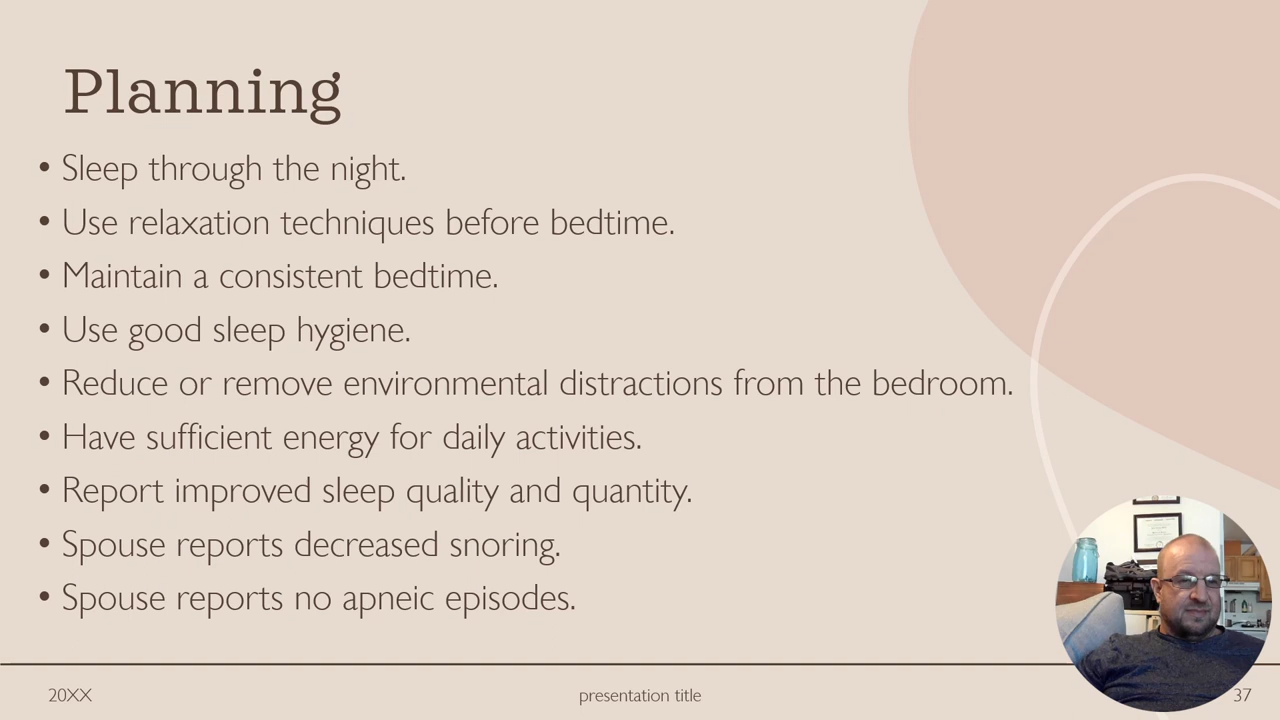 Planning
• Sleep through the night.
• Use relaxation techniques before bedtime.
• Maintain a consistent bedtime.
• Use good sleep hygiene.
• Reduce or remove environmental distractions from the bedroom.
• Have sufficient energy for daily activities.
• Report improved sleep quality and quantity.
• Spouse reports decreased snoring.
• Spouse reports no apneic episodes.
20XX
presentation title
37